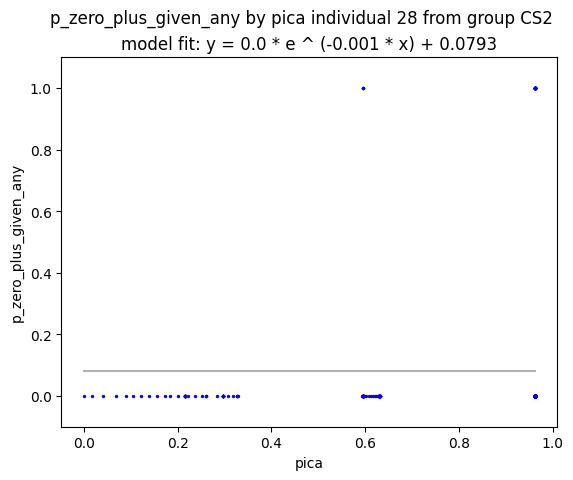 p_zero_plus_given_any by pica individual 28 from group CS2
model fit: y = 0.0 * e ^ (-0.001 * x) + 0.0793
1.0
0.8
0.6
0.4
0.2
0.0
p_zero_plus_given_any
0.0 0.2 0.4 0.6 0.8 1.0
pica